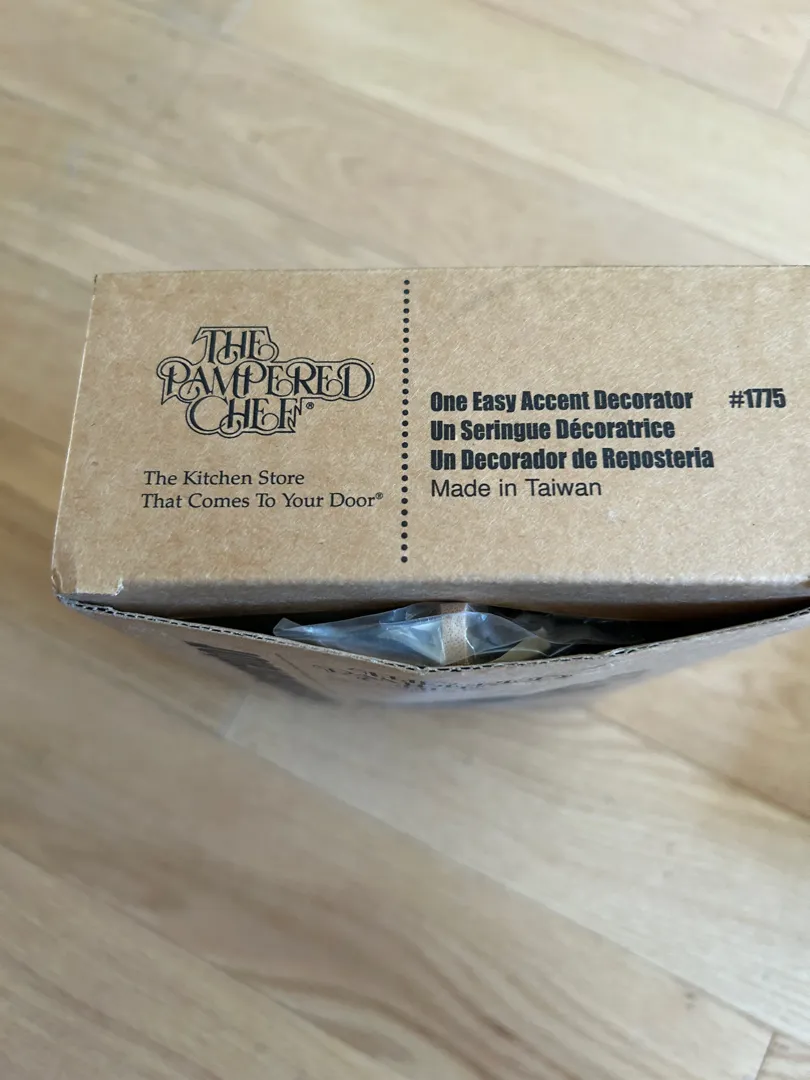 THE
PAMPERED
CHEF®
The Kitchen Store
That Comes To Your Door®
One Easy Accent Decorator #1775
Un Seringue Décoratrice
Un Decorador de Reposteria
Made in Taiwan